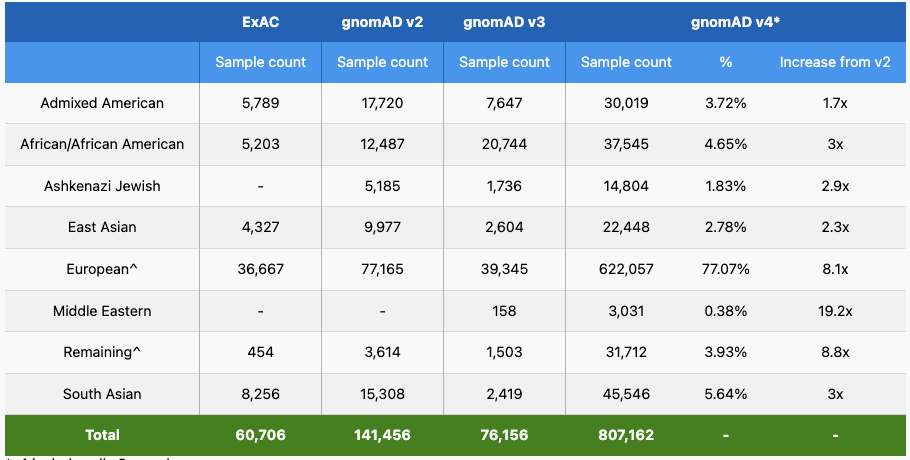 ExAC gnomAD v2 gnomAD v3 gnomAD v4*
Sample count Sample count Sample count Sample count % Increase from v2
Admixed American 5,789 17,720 7,647 30,019 3.72% 1.7x
African/African American 5,203 12,487 20,744 37,545 4.65% 3x
Ashkenazi Jewish - 5,185 1,736 14,804 1.83% 2.9x
East Asian 4,327 9,977 2,604 22,448 2.78% 2.3x
European^ 36,667 77,165 39,345 622,057 77.07% 8.1x
Middle Eastern - - 158 3,031 0.38% 19.2x
Remaining^ 454 3,614 1,503 31,712 3.93% 8.8x
South Asian 8,256 15,308 2,419 45,546 5.64% 3x
Total 60,706 141,456 76,156 807,162 - -